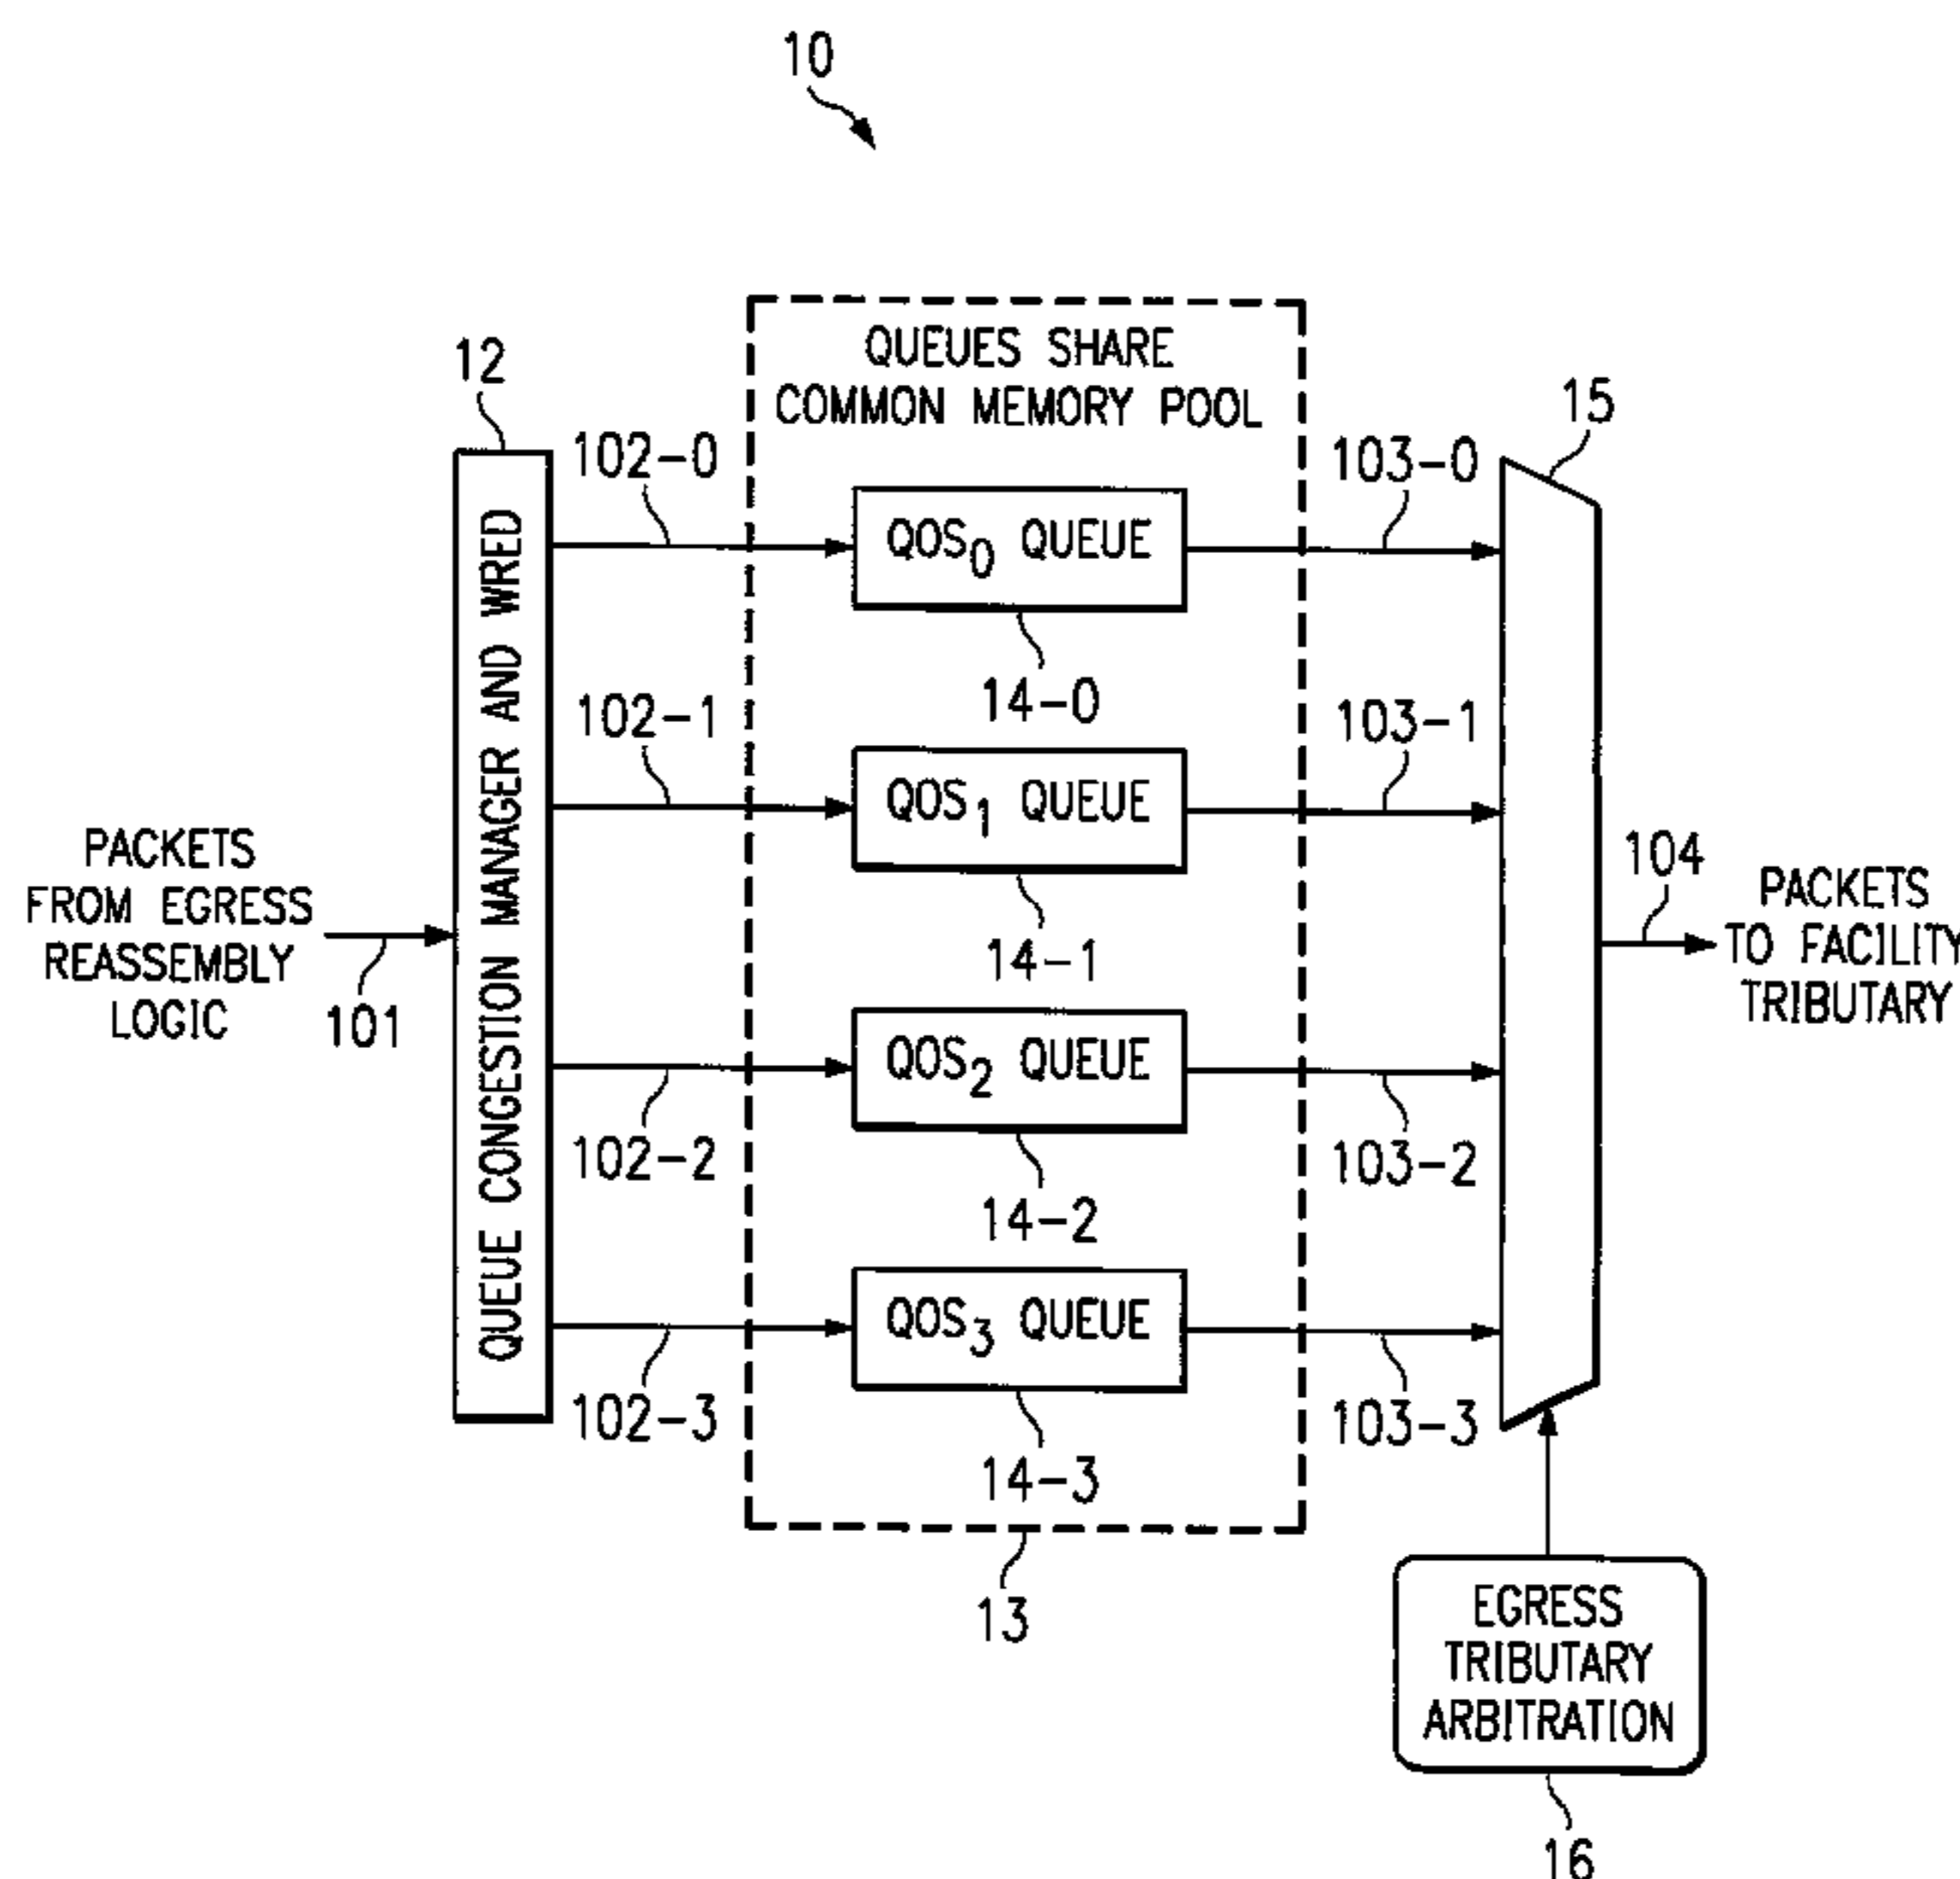 10
QUEUES SHARE
COMMON MEMORY POOL
12
15
102-0
103-0
QOS0 QUEUE
14-0
102-1
103-1
QOS1 QUEUE
14-1
QUEUE CONGESTION MANAGER AND WRED
PACKETS
FROM EGRESS
REASSEMBLY
LOGIC
101
104
PACKETS
TO FACILITY
TRIBUTARY
QOS2 QUEUE
102-2
103-2
14-2
QOS3 QUEUE
102-3
103-3
14-3
13
EGRESS
TRIBUTARY
ARBITRATION
16